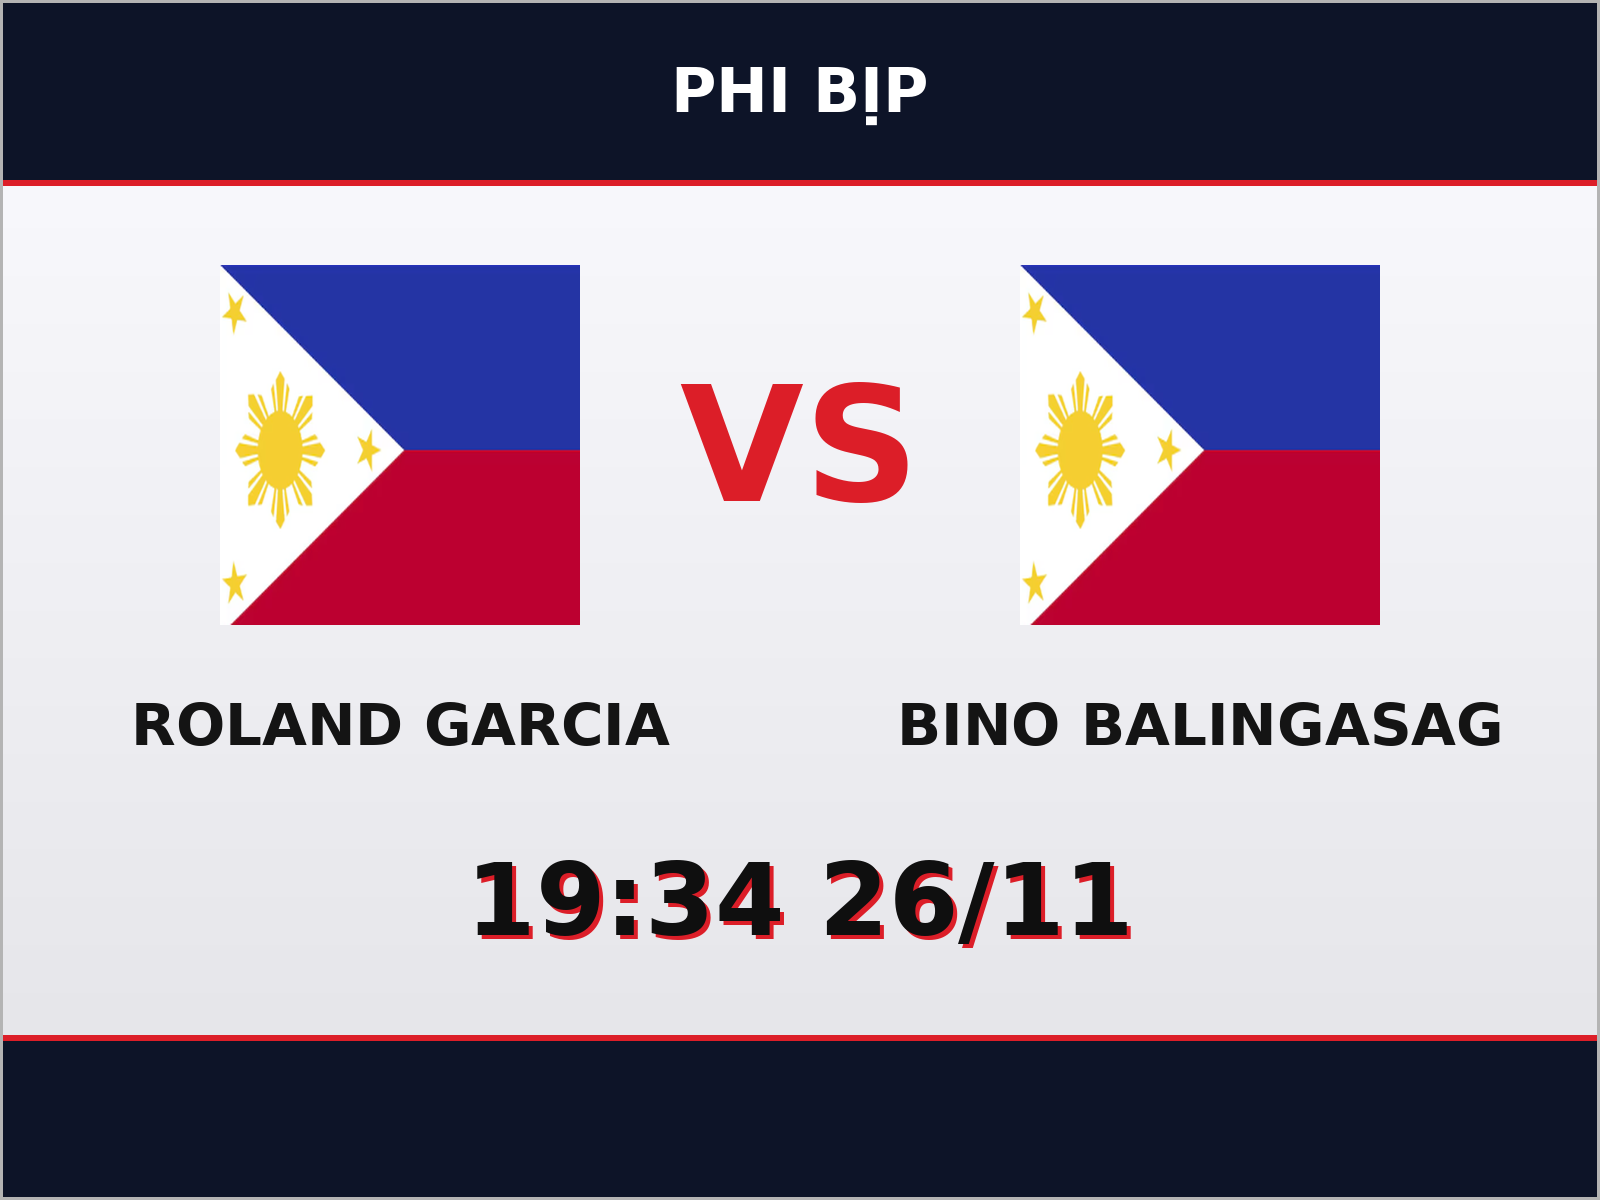 PHI BỊP
VS
ROLAND GARCIA
BINO BALINGASAG
19:34 26/11